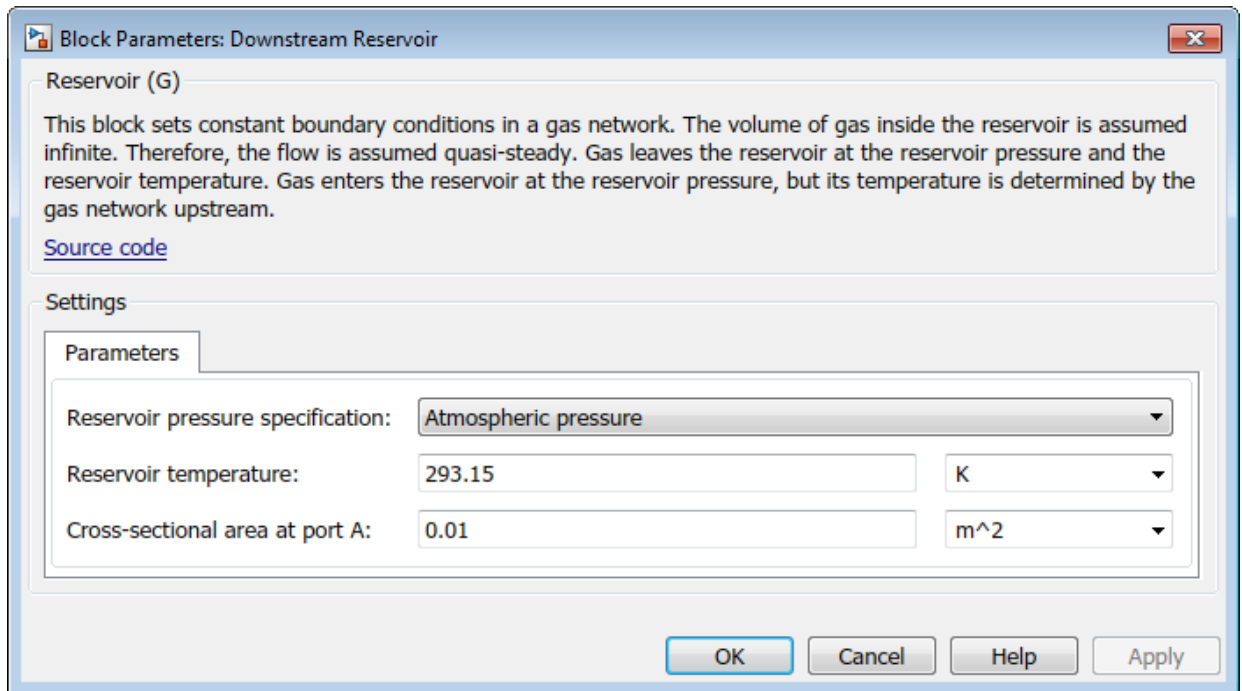 Block Parameters: Downstream Reservoir
Reservoir (G)
This block sets constant boundary conditions in a gas network. The volume of gas inside the reservoir is assumed
infinite. Therefore, the flow is assumed quasi-steady. Gas leaves the reservoir at the reservoir pressure and the
reservoir temperature. Gas enters the reservoir at the reservoir pressure, but its temperature is determined by the
gas network upstream.
Source code
Settings
Parameters
Reservoir pressure specification: Atmospheric pressure
Reservoir temperature: 293.15 K
Cross-sectional area at port A: 0.01 m^2
OK Cancel Help Apply